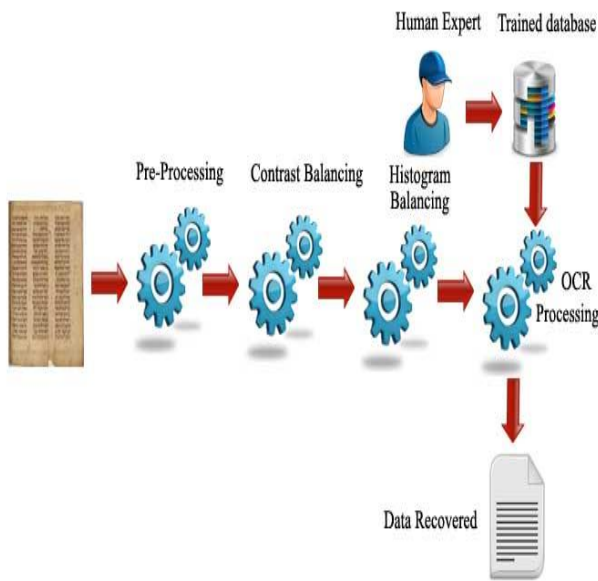 Human Expert
Trained database
Pre-Processing
Contrast Balancing
Histogram
Balancing
OCR
Processing
Data Recovered